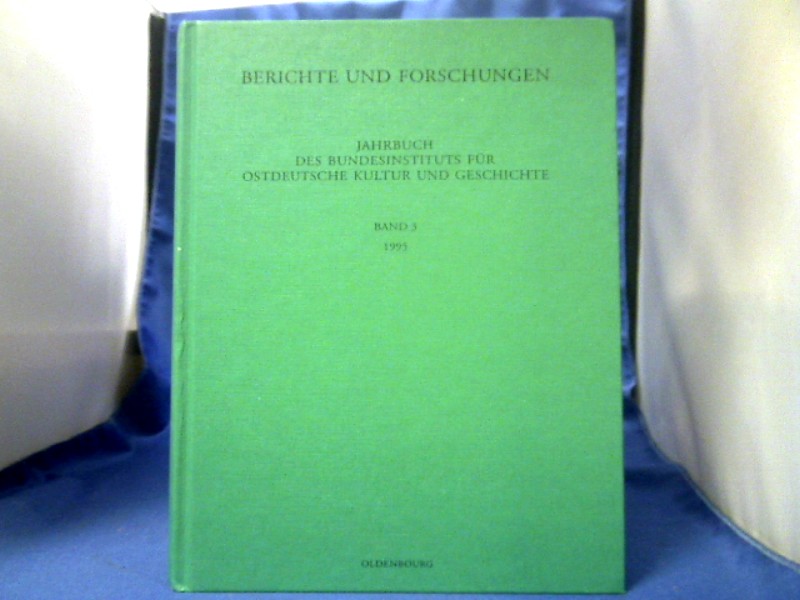 BERICHTE UND FORSCHUNGEN
JAHRBUCH
DES BUNDESINSTITUTS FÜR
OSTDEUTSCHE KULTUR UND GESCHICHTE
BAND 3
1995
OLDENBOURG